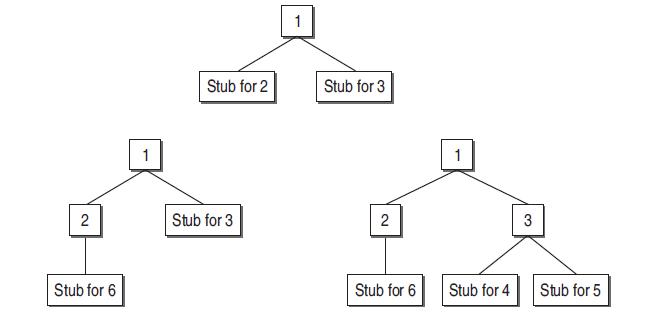 1
Stub for 2
Stub for 3
1
2
Stub for 3
Stub for 6
1
2
3
Stub for 6
Stub for 4
Stub for 5